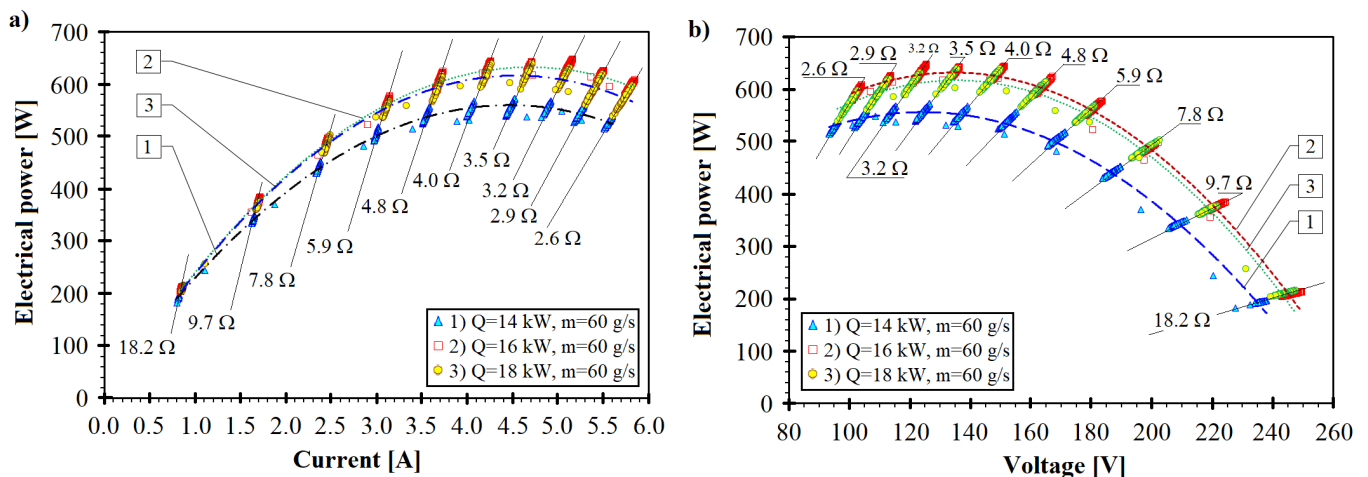 a)
Electrical power [W]
700
600
500
400
300
200
100
0
0.0 0.5 1.0 1.5 2.0 2.5 3.0 3.5 4.0 4.5 5.0 5.5 6.0
Current [A]
2
3
1
18.2 Ω
9.7 Ω
7.8 Ω
5.9 Ω
4.8 Ω
4.0 Ω
3.5 Ω
3.2 Ω
2.9 Ω
2.6 Ω
1) Q=14 kW, m=60 g/s
2) Q=16 kW, m=60 g/s
3) Q=18 kW, m=60 g/s
b)
Electrical power [W]
700
600
500
400
300
200
100
0
80 100 120 140 160 180 200 220 240 260
Voltage [V]
2.6 Ω
2.9 Ω
3.2 Ω
3.5 Ω
4.0 Ω
4.8 Ω
5.9 Ω
7.8 Ω
9.7 Ω
3.2 Ω
18.2 Ω
2
3
1
1) Q=14 kW, m=60 g/s
2) Q=16 kW, m=60 g/s
3) Q=18 kW, m=60 g/s